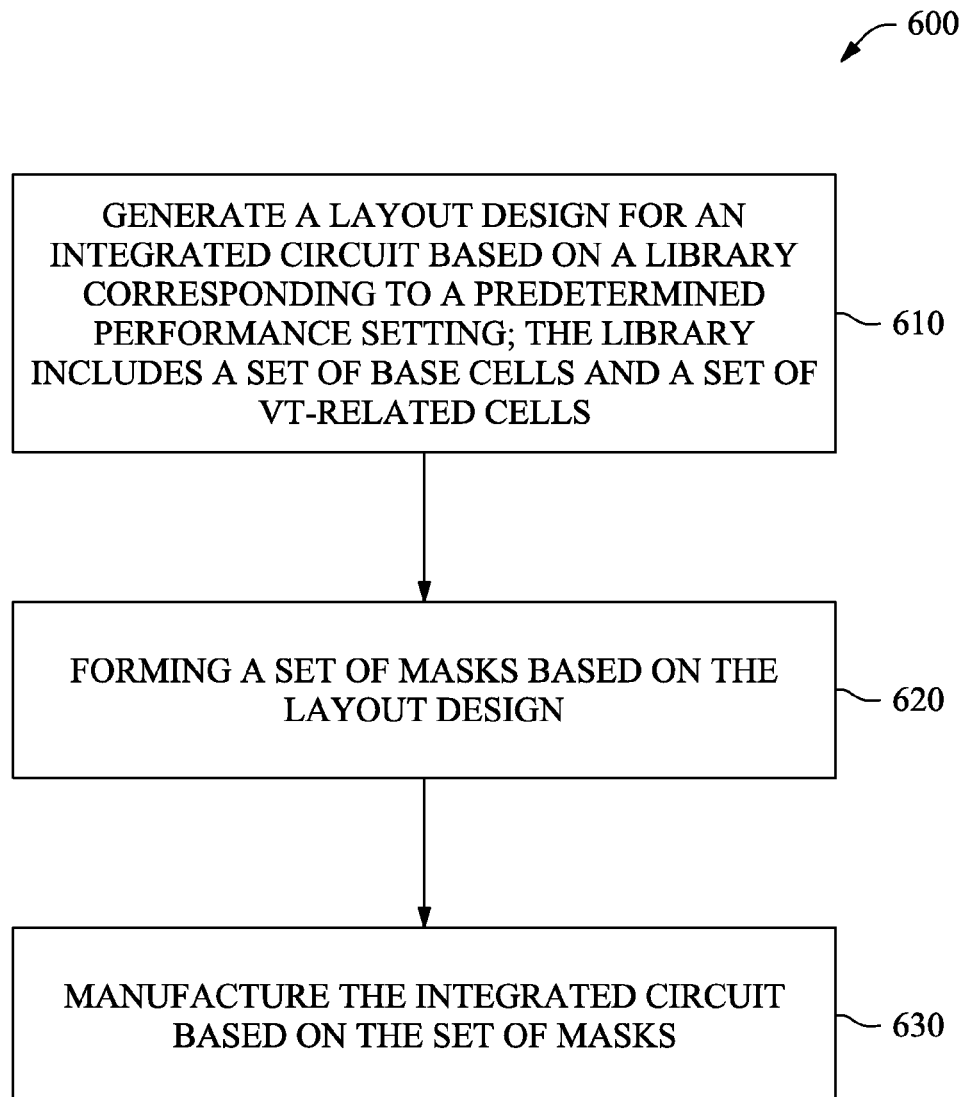 600
GENERATE A LAYOUT DESIGN FOR AN
INTEGRATED CIRCUIT BASED ON A LIBRARY
CORRESPONDING TO A PREDETERMINED
PERFORMANCE SETTING; THE LIBRARY
INCLUDES A SET OF BASE CELLS AND A SET OF
VT-RELATED CELLS
610
FORMING A SET OF MASKS BASED ON THE
LAYOUT DESIGN
620
MANUFACTURE THE INTEGRATED CIRCUIT
BASED ON THE SET OF MASKS
630